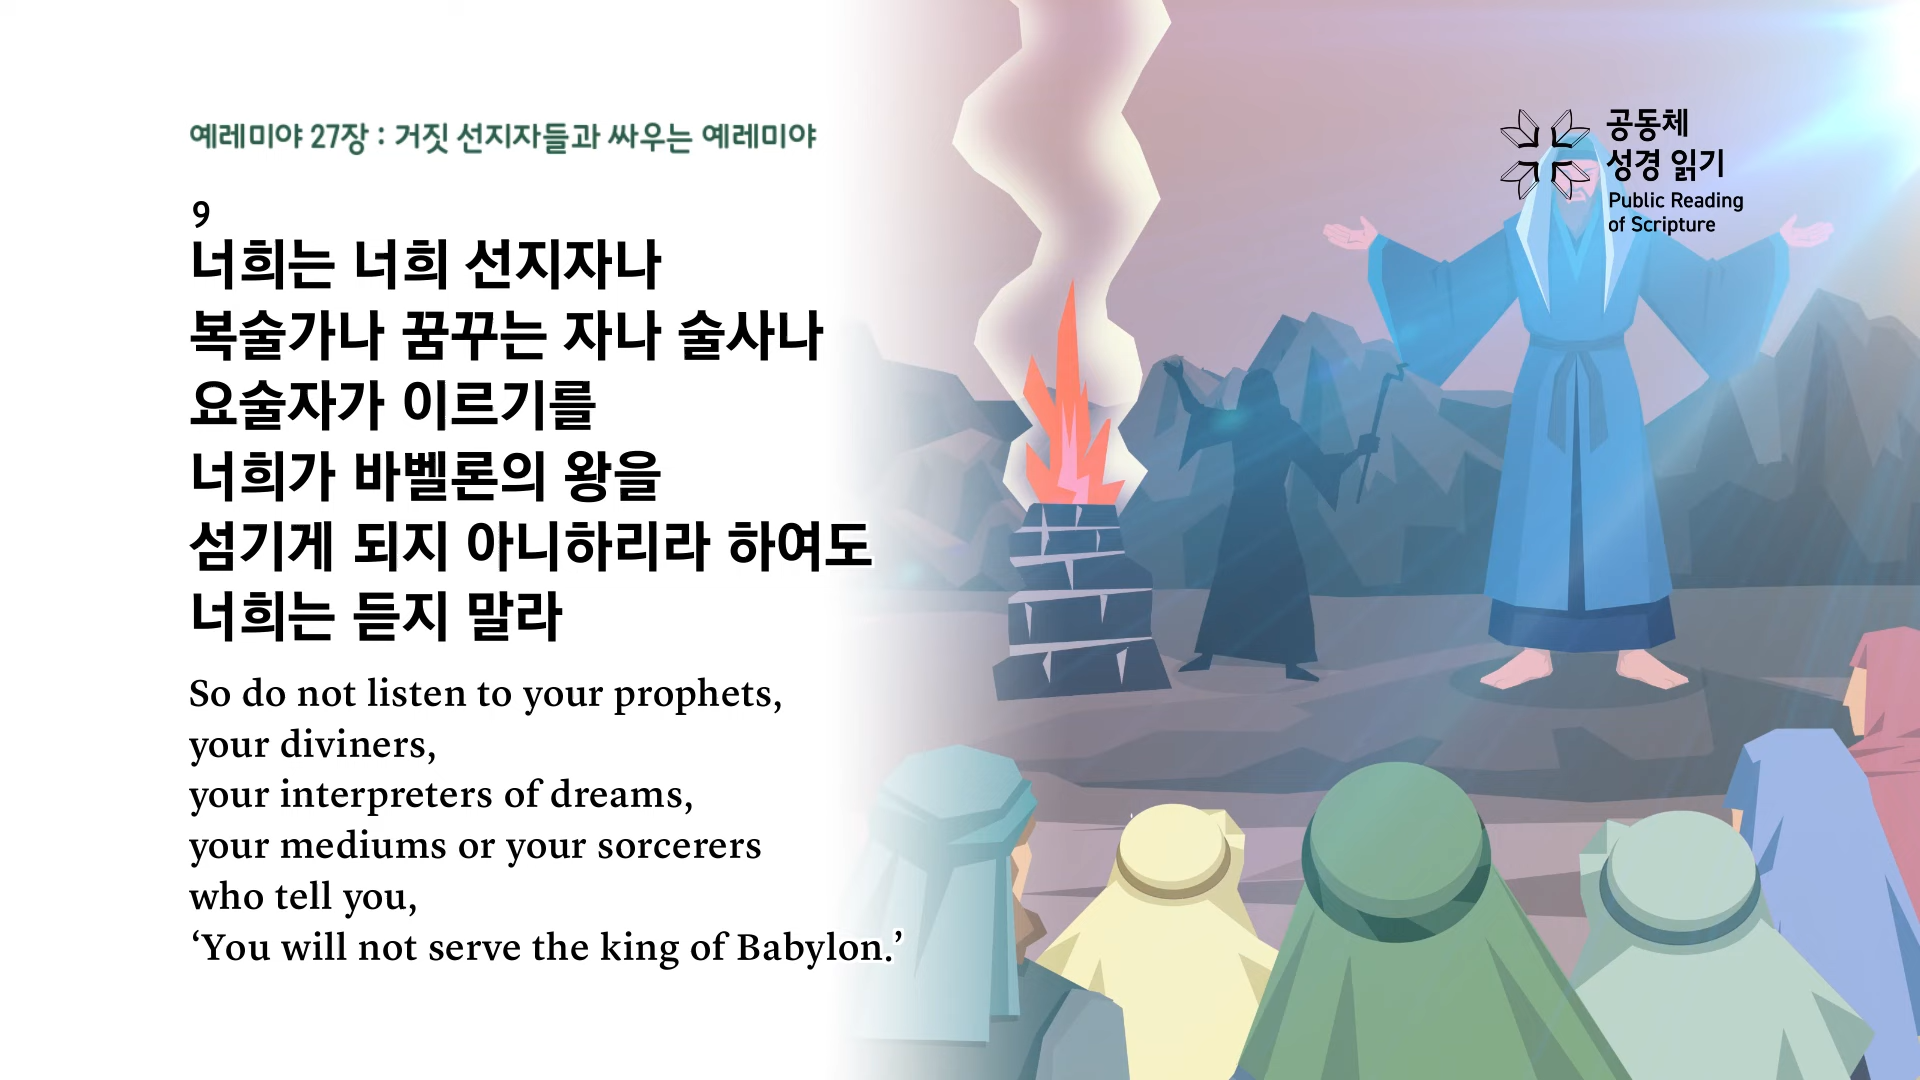 예레미야 27장 : 거짓 선지자들과 싸우는 예레미야
9
너희는 너희 선지자나
복술가나 꿈꾸는 자나 술사나
요술자가 이르기를
너희가 바벨론의 왕을
섬기게 되지 아니하리라 하여도
너희는 듣지 말라
So do not listen to your prophets,
your diviners,
your interpreters of dreams,
your mediums or your sorcerers
who tell you,
‘You will not serve the king of Babylon.’
공동체
성경 읽기
Public Reading
of Scripture